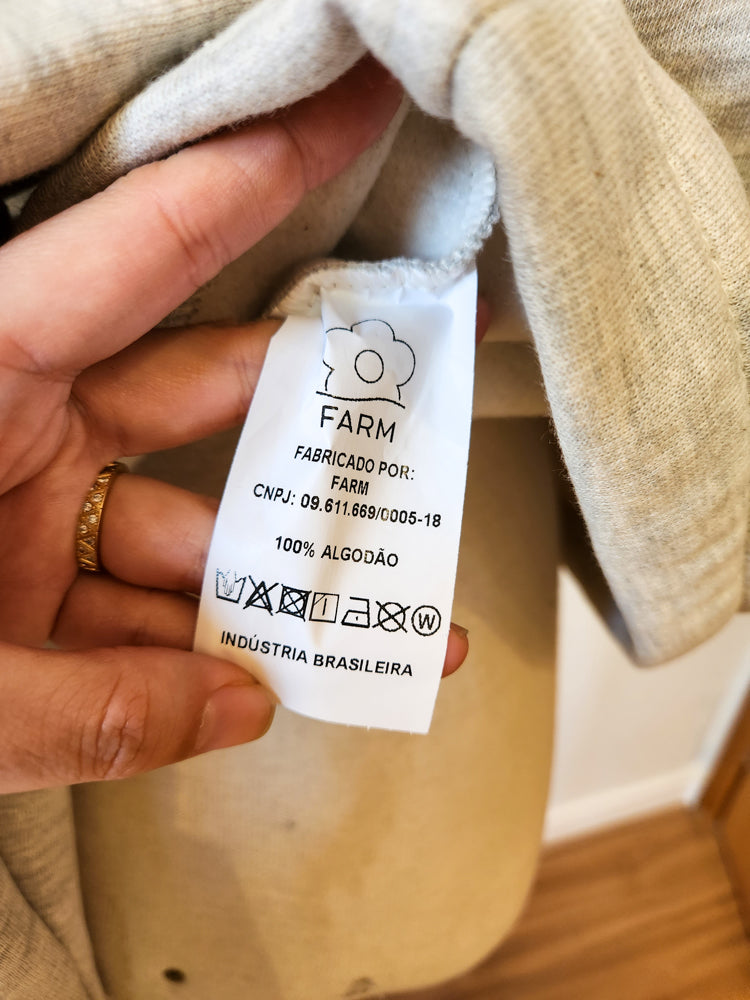 FARM
FABRICADO POR:
FARM
CNPJ: 09.611.669/0005-18
100% ALGODÃO
W
INDÚSTRIA BRASILEIRA